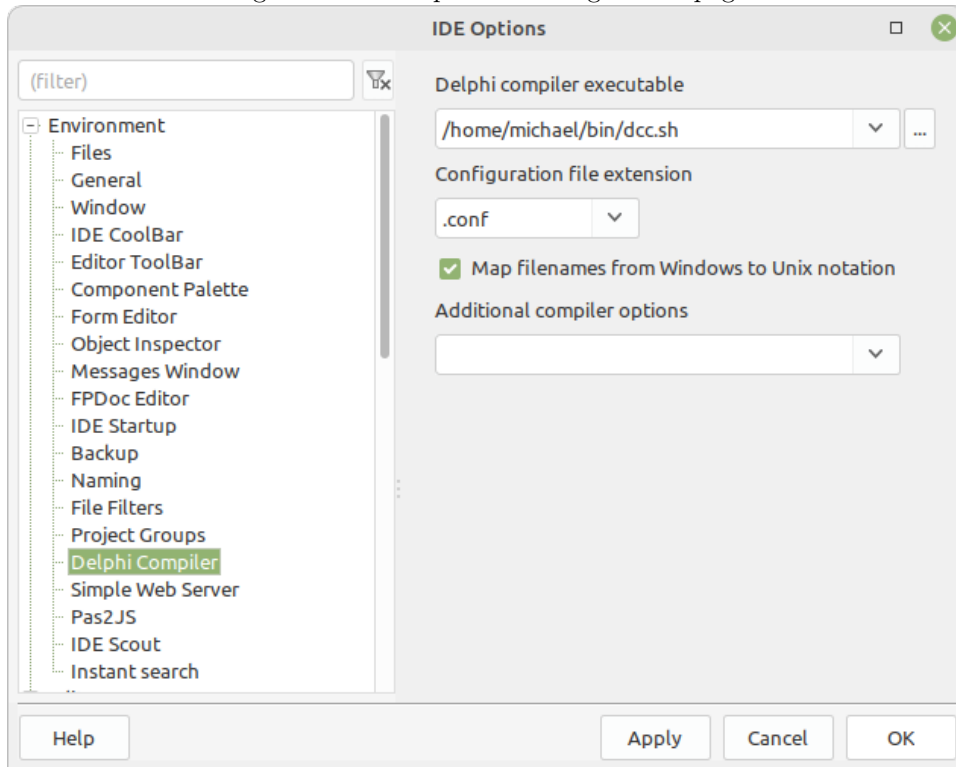 IDE Options
(filter)
Environment
Files
General
Window
IDE CoolBar
Editor ToolBar
Component Palette
Form Editor
Object Inspector
Messages Window
FPDoc Editor
IDE Startup
Backup
Naming
File Filters
Project Groups
Delphi Compiler
Simple Web Server
Pas2JS
IDE Scout
Instant search
Delphi compiler executable
/home/michael/bin/dcc.sh
...
Configuration file extension
.conf
Map filenames from Windows to Unix notation
Additional compiler options
Help
Apply
Cancel
OK